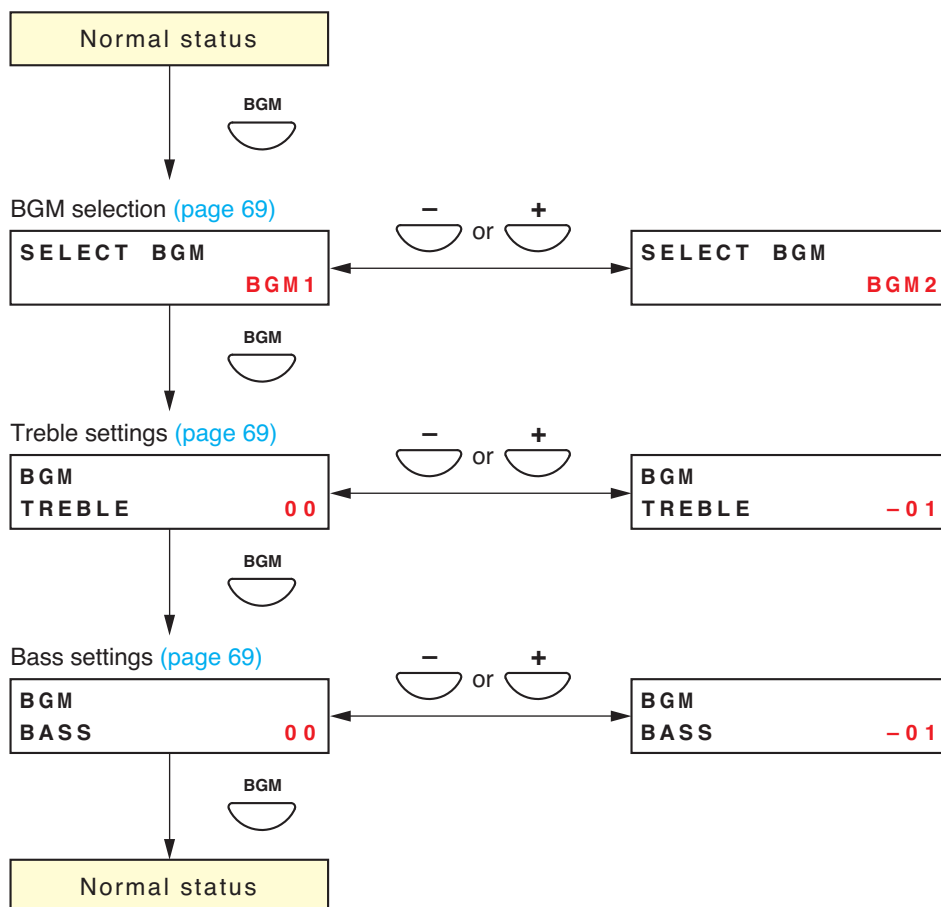 Normal status
BGM
BGM selection (page 69)
SELECT BGM
BGM1
− or +
SELECT BGM
BGM2
BGM
Treble settings (page 69)
BGM
TREBLE 00
− or +
BGM
TREBLE −01
BGM
Bass settings (page 69)
BGM
BASS 00
− or +
BGM
BASS −01
BGM
Normal status